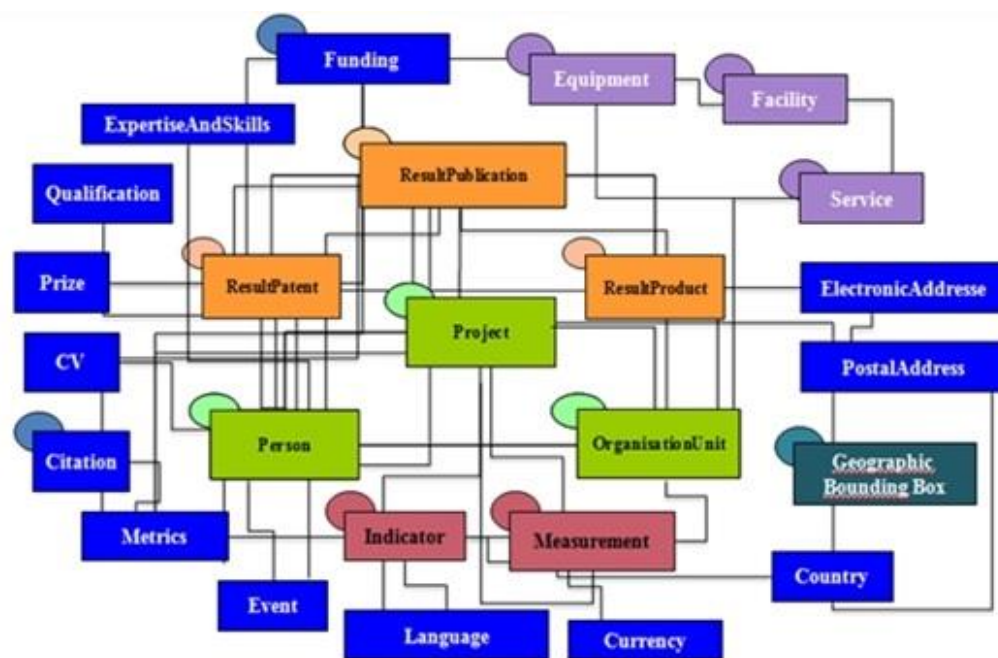 Funding
Equipment
Facility
ExpertiseAndSkills
ResultPublication
Qualification
Service
Prize
ResultPatent
ResultProduct
ElectronicAddresse
Project
CV
PostalAddress
Person
OrganisationUnit
Citation
Geographic
Bounding Box
Metrics
Indicator
Measurement
Country
Event
Language
Currency